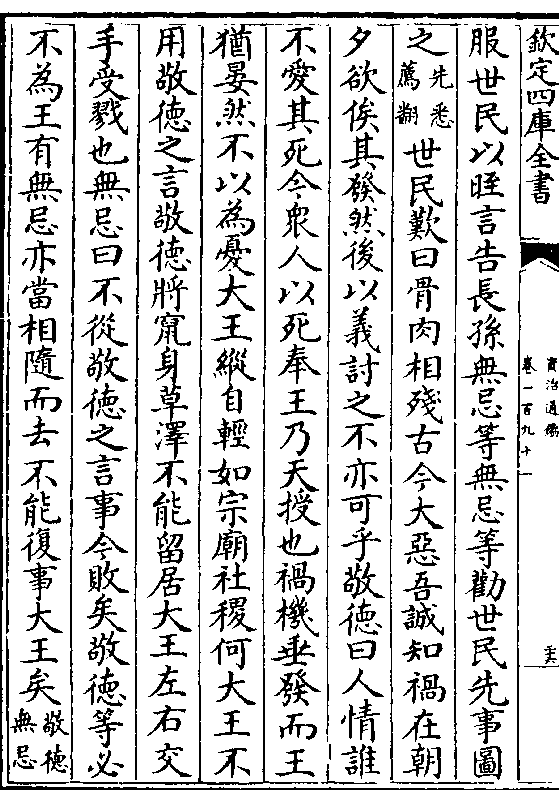 欽定四庫全書
資治通鑑
卷一百九十
服世民以晊言告長孫無忌等無忌等勸世民先事圖
之先悉薦翻世民歎曰骨肉相殘古今大惡吾誠知禍在朝
夕欲俟其發然後以義討之不亦可乎敬德曰人情誰
不愛其死今衆人以死奉王乃天授也禍機垂發而王
猶晏然不以為憂大王縱自輕如宗廟社稷何大王不
用敬德之言敬德將竄身草澤不能留居大王左右交
手受戮也無忌曰不從敬德之言事今敗矣敬德等必
不為王有無忌亦當相隨而去不能復事大王矣敬德無忌